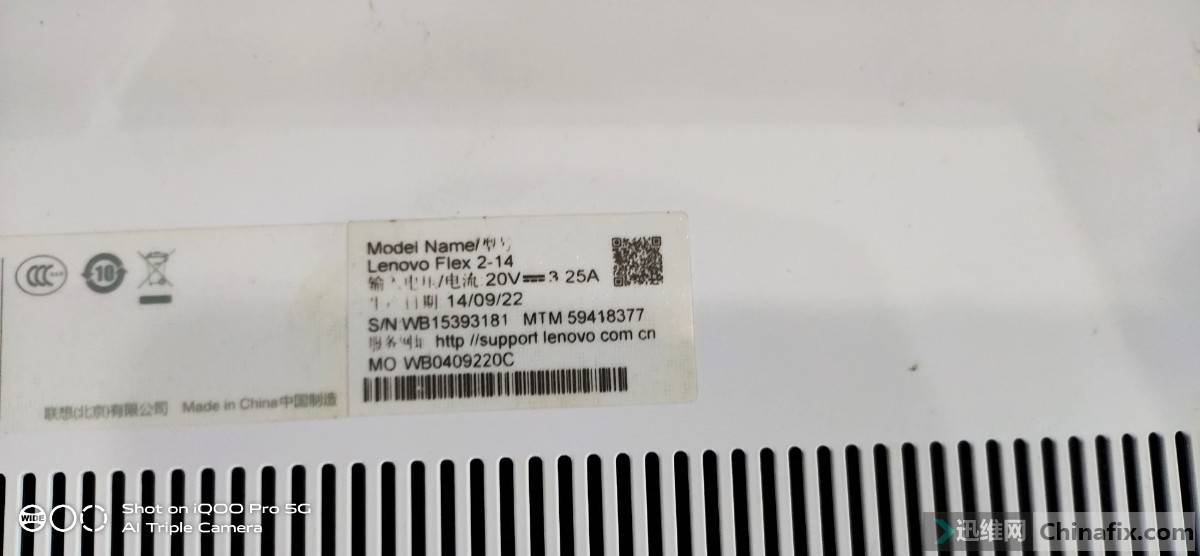 CCC
10
联想(北京)有限公司 Made in China中国制造
Model Name/型号
Lenovo Flex 2-14
输入电压/电流:20V⎓3.25A
生产日期 14/09/22
S/N:WB15393181 MTM 59418377
服务网址 http //support lenovo com cn
MO WB0409220C
WIDE
Shot on iQOO Pro 5G
AI Triple Camera
迅维网 Chinafix.com